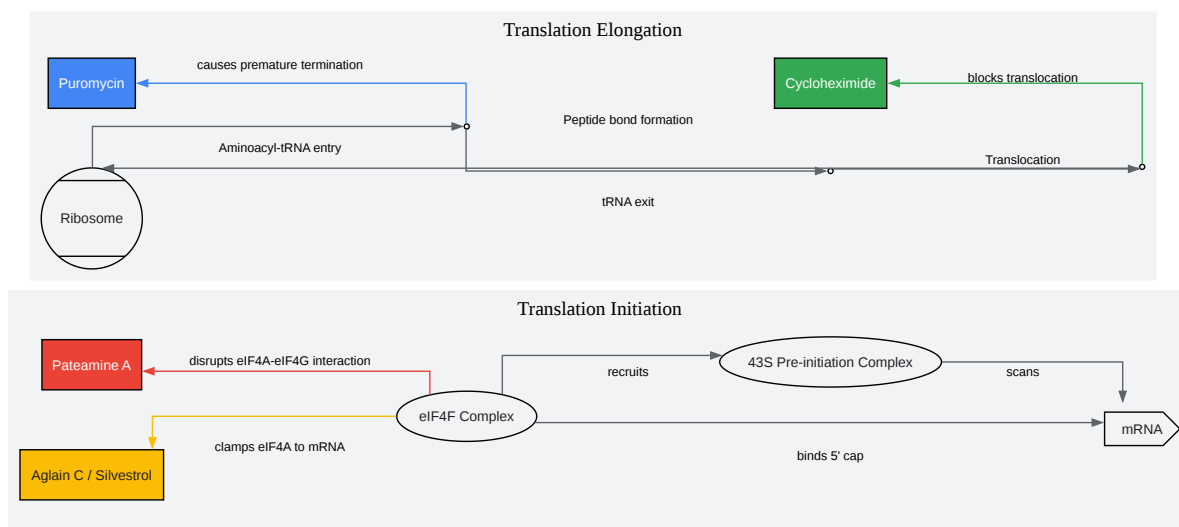 Translation Elongation
causes premature termination
Puromycin
blocks translocation
Cycloheximide
Peptide bond formation
Aminoacyl-tRNA entry
Translocation
Ribosome
tRNA exit
Translation Initiation
Pateamine A
disrupts eIF4A-eIF4G interaction
recruits
43S Pre-initiation Complex
scans
eIF4F Complex
mRNA
clamps eIF4A to mRNA
binds 5' cap
Aglain C / Silvestrol